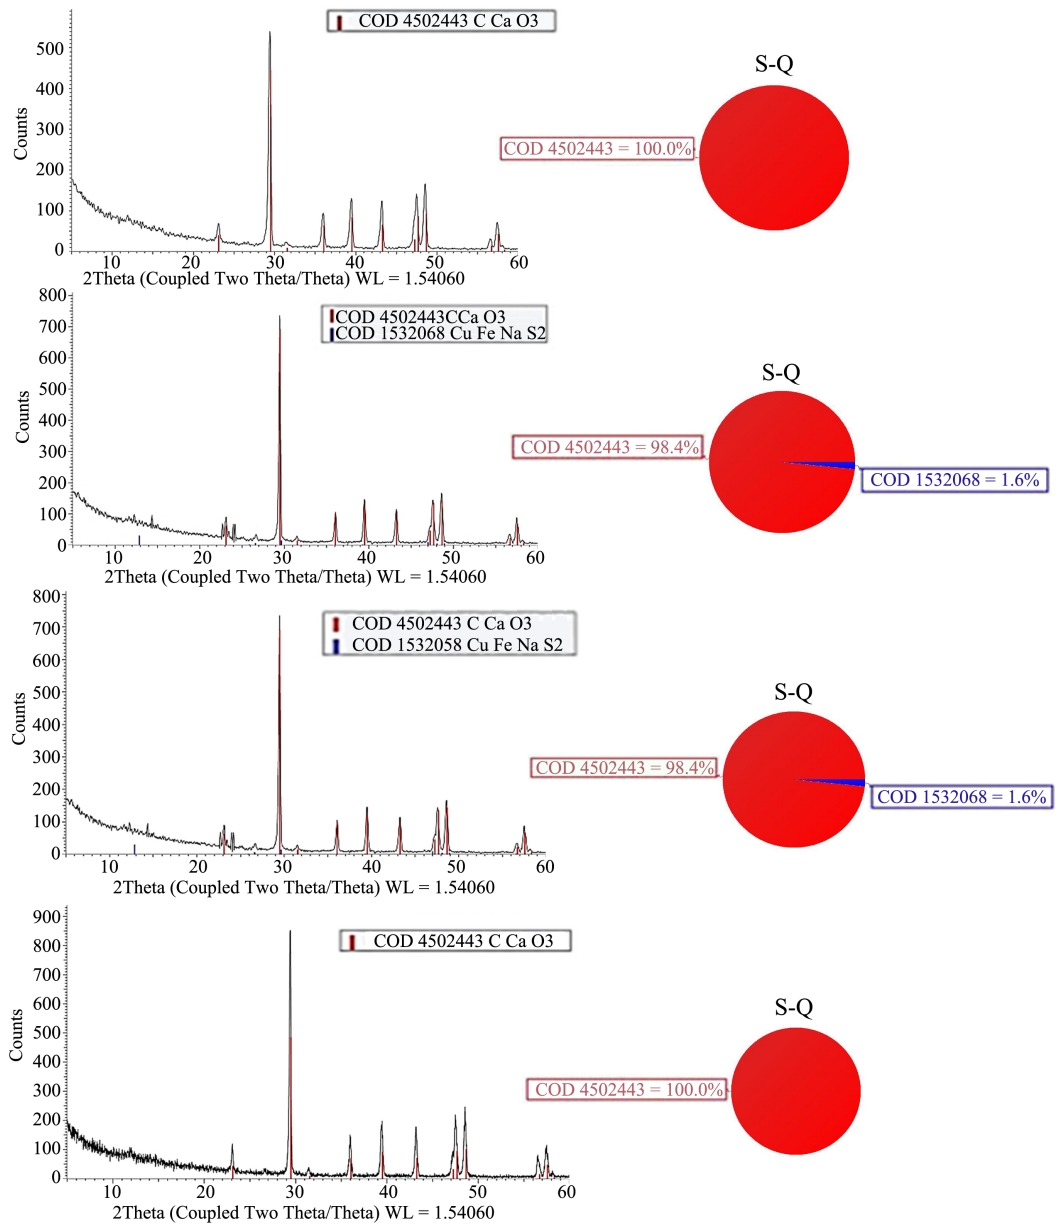 COD 4502443 C Ca O3
500
400
300
200
100
0
Counts
10
20
30
40
50
60
2Theta (Coupled Two Theta/Theta) WL = 1.54060
S-Q
COD 4502443 = 100.0%
800
700
600
500
400
300
200
100
0
Counts
COD 4502443CCa O3
COD 1532068 Cu Fe Na S2
10
20
30
40
50
60
2Theta (Coupled Two Theta/Theta) WL = 1.54060
S-Q
COD 4502443 = 98.4%
COD 1532068 = 1.6%
800
700
600
500
400
300
200
100
0
Counts
COD 4502443 C Ca O3
COD 1532058 Cu Fe Na S2
10
20
30
40
50
60
2Theta (Coupled Two Theta/Theta) WL = 1.54060
S-Q
COD 4502443 = 98.4%
COD 1532068 = 1.6%
900
800
700
600
500
400
300
200
100
0
Counts
COD 4502443 C Ca O3
10
20
30
40
50
60
2Theta (Coupled Two Theta/Theta) WL = 1.54060
S-Q
COD 4502443 = 100.0%